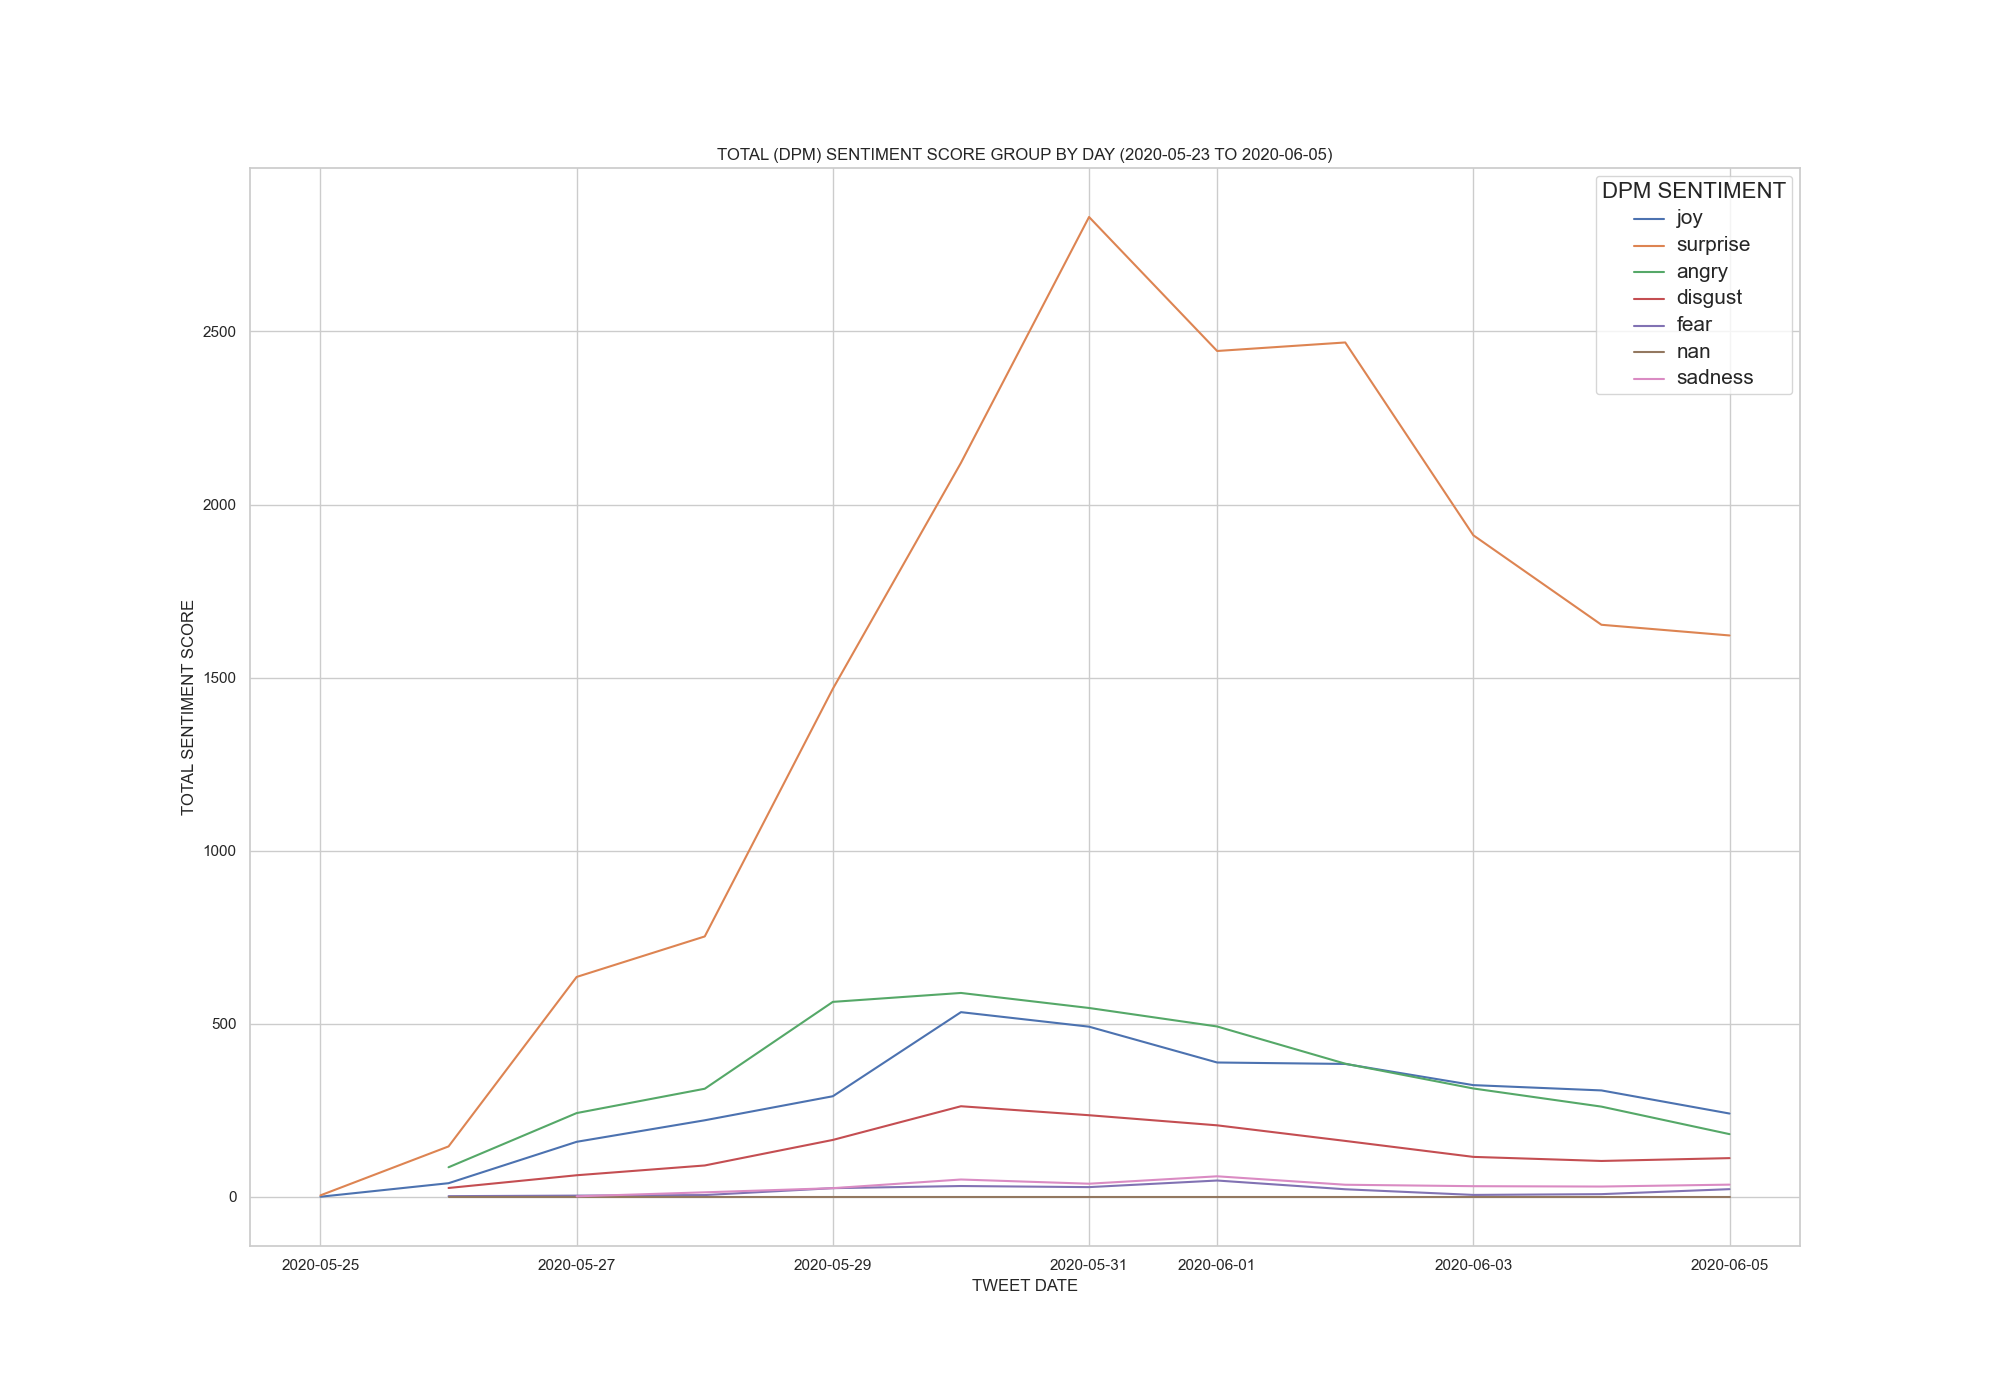 TOTAL (DPM) SENTIMENT SCORE GROUP BY DAY (2020-05-23 TO 2020-06-05)
DPM SENTIMENT
joy
surprise
angry
disgust
fear
nan
sadness
2500
2000
1500
1000
500
0
TOTAL SENTIMENT SCORE
2020-05-25 2020-05-27 2020-05-29 2020-05-31 2020-06-01 2020-06-03 2020-06-05
TWEET DATE